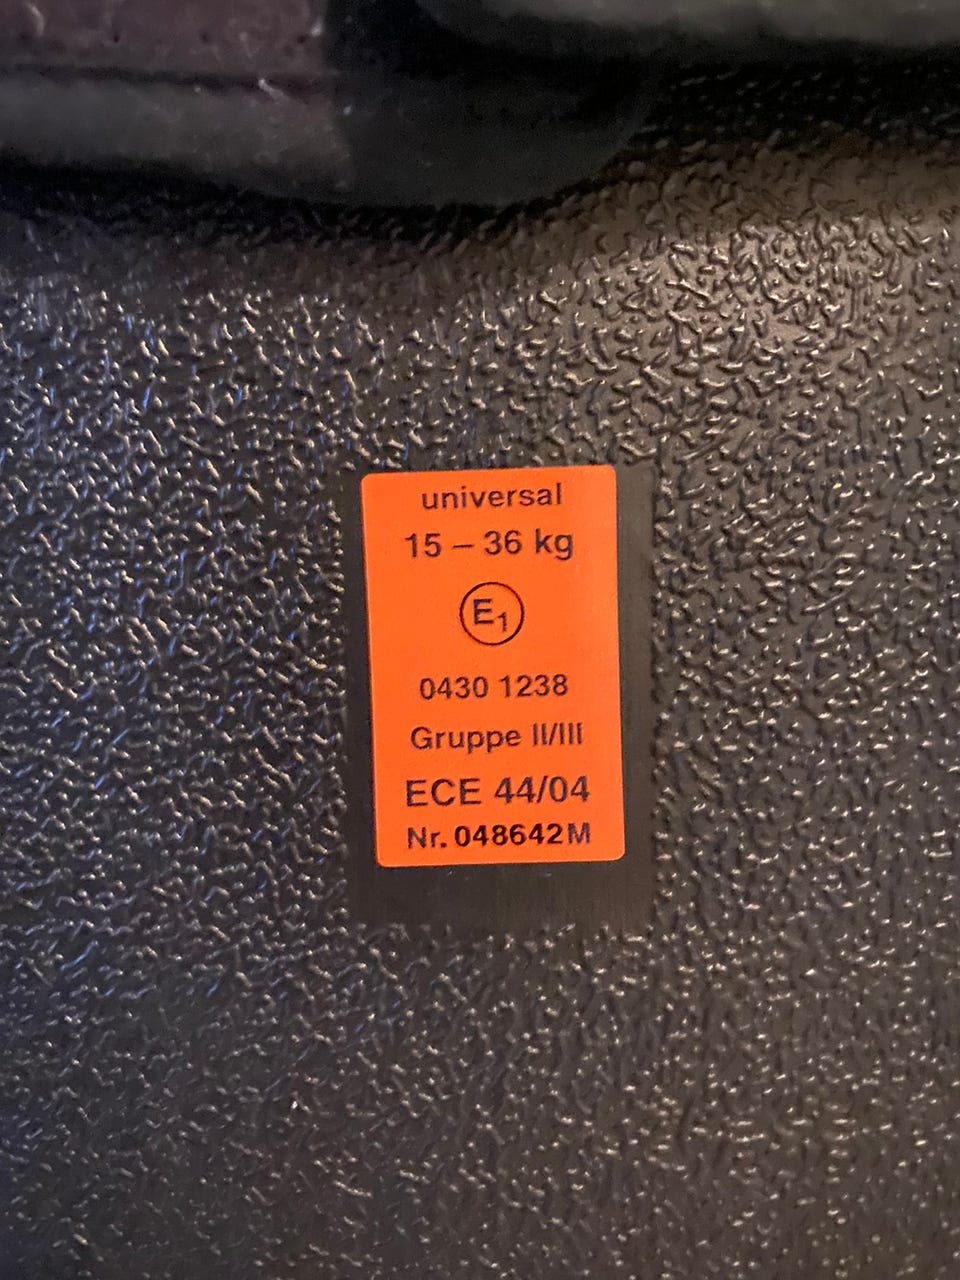 universal
15 – 36 kg
E1
0430 1238
Gruppe II/III
ECE 44/04
Nr. 048642M